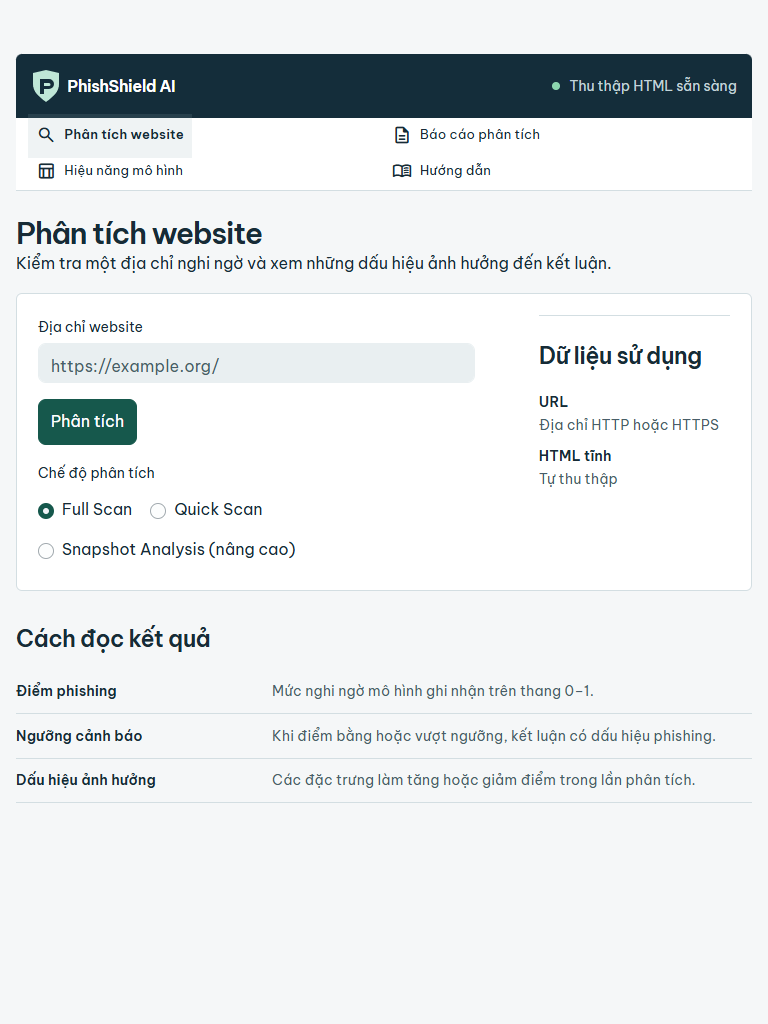 PhishShield AI
Thu thập HTML sẵn sàng
Phân tích website
Báo cáo phân tích
Hiệu năng mô hình
Hướng dẫn
Phân tích website
Kiểm tra một địa chỉ nghi ngờ và xem những dấu hiệu ảnh hưởng đến kết luận.
Địa chỉ website
https://example.org/
Phân tích
Chế độ phân tích
Full Scan
Quick Scan
Snapshot Analysis (nâng cao)
Dữ liệu sử dụng
URL
Địa chỉ HTTP hoặc HTTPS
HTML tĩnh
Tự thu thập
Cách đọc kết quả
Điểm phishing
Mức nghi ngờ mô hình ghi nhận trên thang 0–1.
Ngưỡng cảnh báo
Khi điểm bằng hoặc vượt ngưỡng, kết luận có dấu hiệu phishing.
Dấu hiệu ảnh hưởng
Các đặc trưng làm tăng hoặc giảm điểm trong lần phân tích.